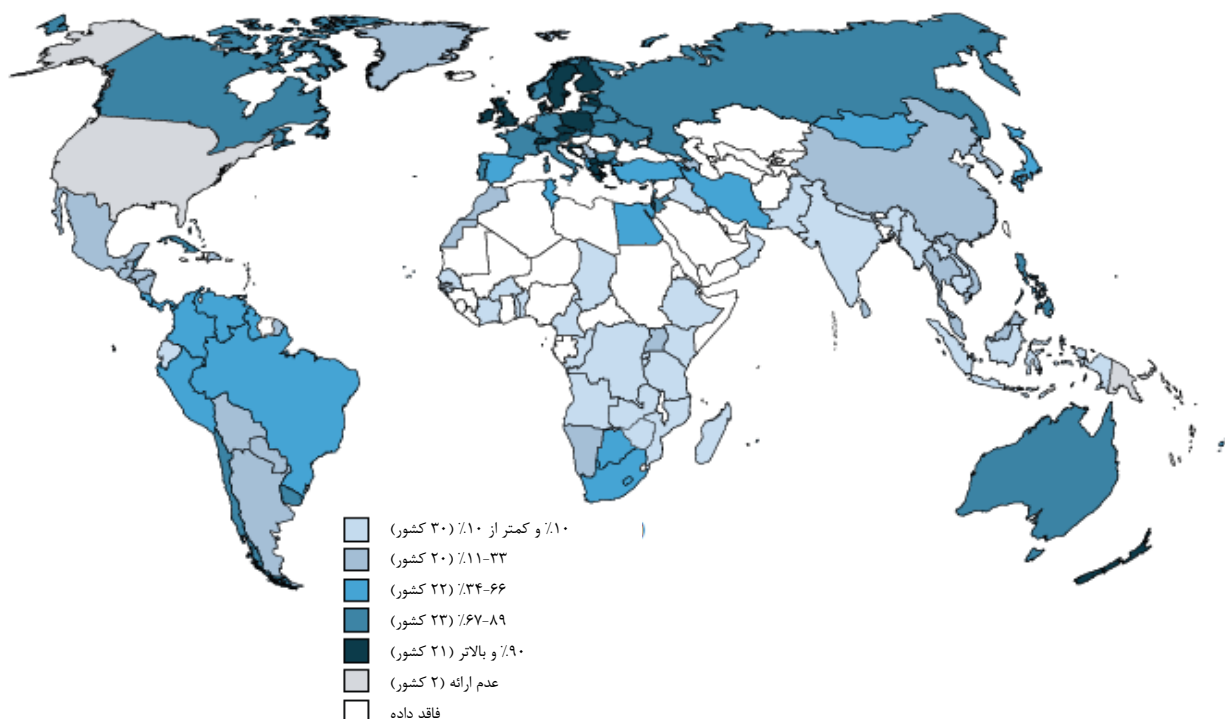 ۱۰٪ و کمتر از ۱۰٪ (۳۰ کشور)
۱۱-۳۳٪ (۲۰ کشور)
۳۴-۶۶٪ (۲۲ کشور)
۶۷-۸۹٪ (۲۳ کشور)
۹۰٪ و بالاتر (۲۱ کشور)
عدم ارائه (۲ کشور)
فاقد داده